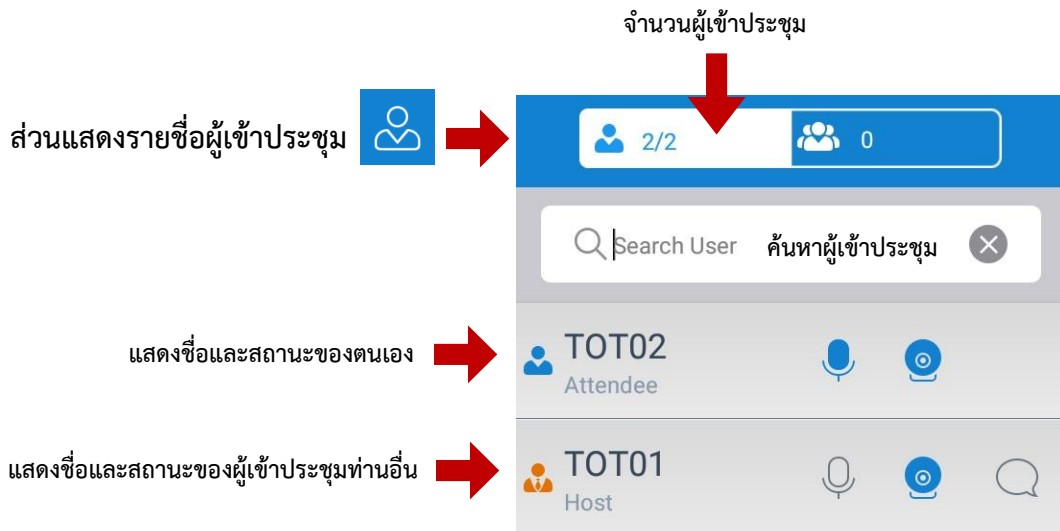 จำนวนผู้เข้าประชุม
ส่วนแสดงรายชื่อผู้เข้าประชุม
2/2 0
Search User ค้นหาผู้เข้าประชุม
แสดงชื่อและสถานะของตนเอง
TOT02
Attendee
แสดงชื่อและสถานะของผู้เข้าประชุมท่านอื่น
TOT01
Host